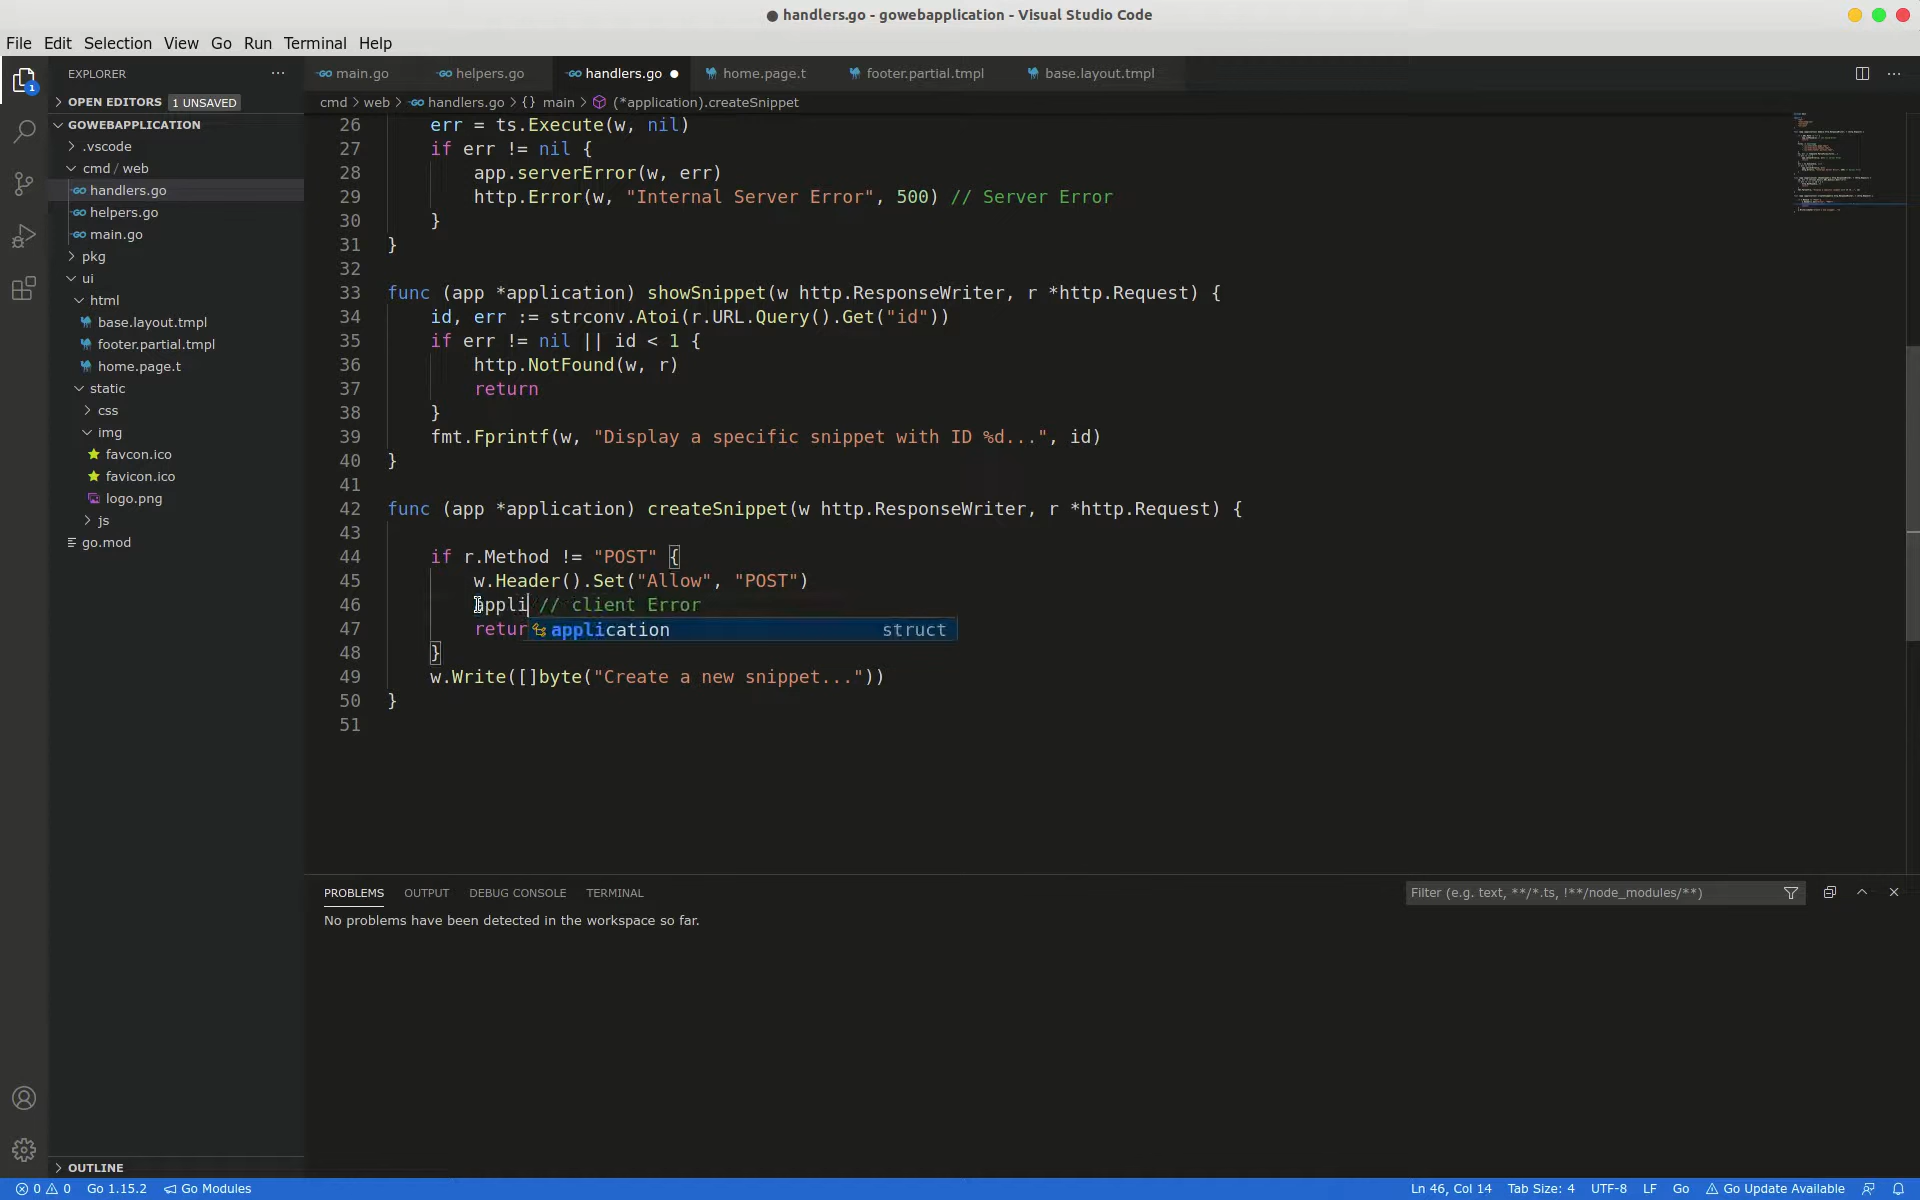 ● handlers.go - gowebapplication - Visual Studio Code
File Edit Selection View Go Run Terminal Help
EXPLORER ···
OPEN EDITORS 1 UNSAVED
GOWEBAPPLICATION
.vscode
cmd / web
handlers.go
helpers.go
main.go
pkg
ui
html
base.layout.tmpl
footer.partial.tmpl
home.page.t
static
css
img
favcon.ico
favicon.ico
logo.png
js
go.mod
OUTLINE
1
main.go helpers.go handlers.go ● home.page.t footer.partial.tmpl base.layout.tmpl
cmd > web > handlers.go > {} main > (*application).createSnippet
26 err = ts.Execute(w, nil)
27 if err != nil {
28 app.serverError(w, err)
29 http.Error(w, "Internal Server Error", 500) // Server Error
30 }
31 }
32
33 func (app *application) showSnippet(w http.ResponseWriter, r *http.Request) {
34 id, err := strconv.Atoi(r.URL.Query().Get("id"))
35 if err != nil || id < 1 {
36 http.NotFound(w, r)
37 return
38 }
39 fmt.Fprintf(w, "Display a specific snippet with ID %d...", id)
40 }
41
42 func (app *application) createSnippet(w http.ResponseWriter, r *http.Request) {
43
44 if r.Method != "POST" {
45 w.Header().Set("Allow", "POST")
46 appli // client Error
47 retur
application struct
48 }
49 w.Write([]byte("Create a new snippet..."))
50 }
51
PROBLEMS OUTPUT DEBUG CONSOLE TERMINAL
Filter (e.g. text, **/*.ts, !**/node_modules/**)
No problems have been detected in the workspace so far.
0 0 Go 1.15.2 Go Modules
Ln 46, Col 14 Tab Size: 4 UTF-8 LF Go Go Update Available